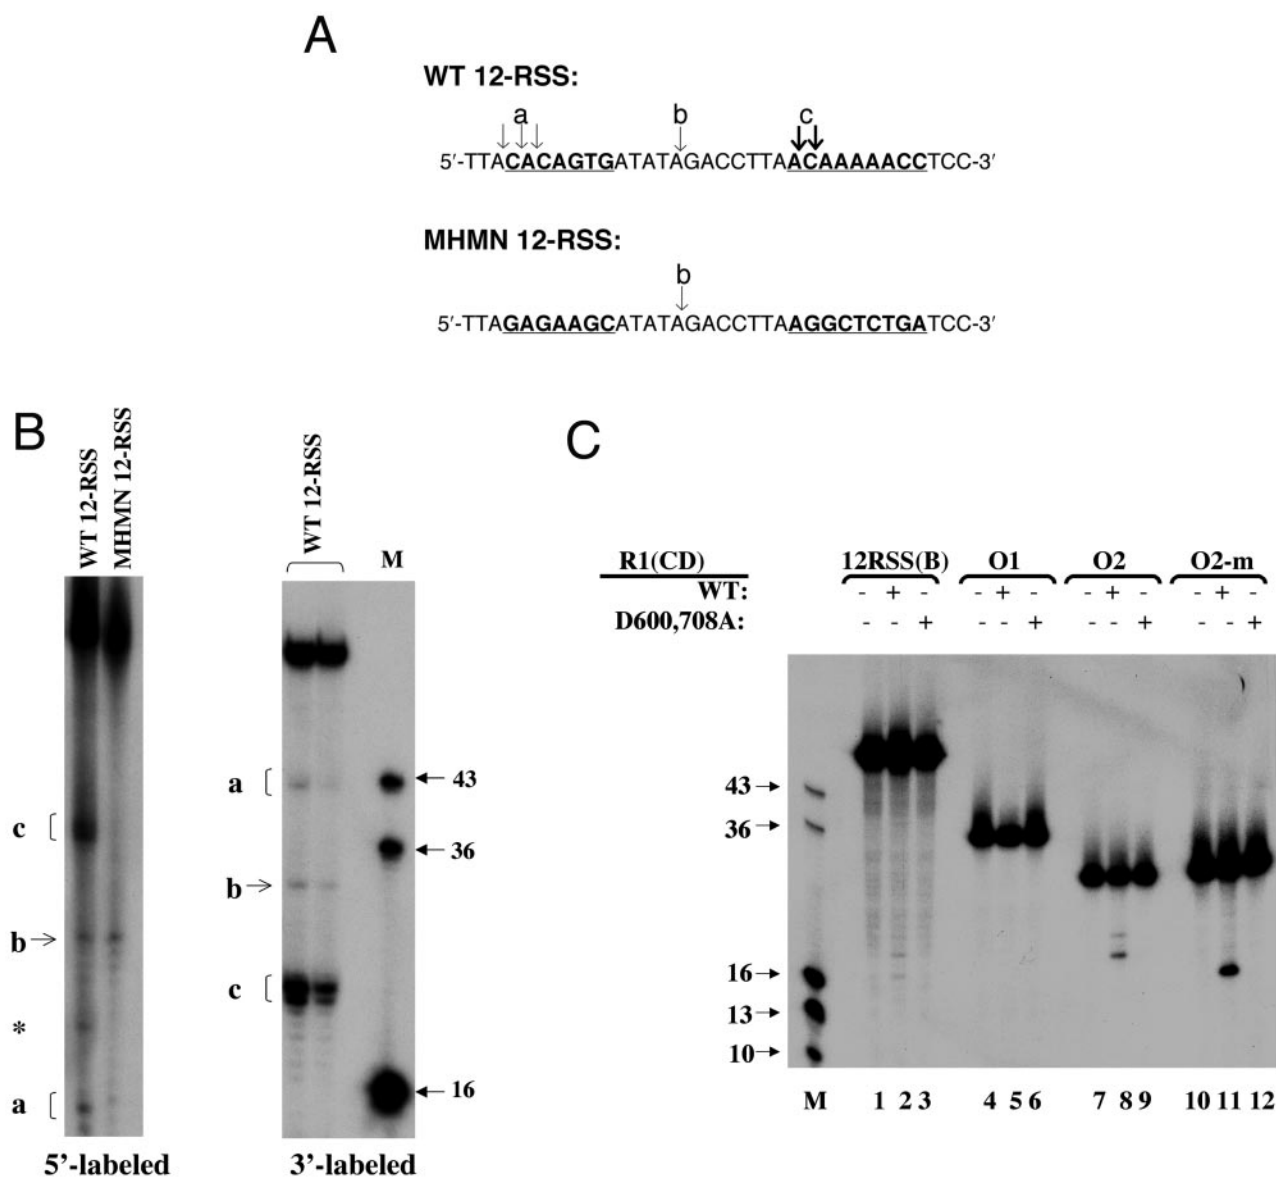 A
WT 12-RSS:
a b c
5′-TTACACAGTGATATAGACCTTAACAAAAACCTCC-3′
MHMN 12-RSS:
b
5′-TTAGAGAAGCATATAGACCTTAAGGCTCTGATCC-3′
B
WT 12-RSS
MHMN 12-RSS
c
b
*
a
5’-labeled
WT 12-RSS
M
a
43
36
b
c
16
3’-labeled
C
R1(CD) 12RSS(B) O1 O2 O2-m
WT: - + - - + - - + - - + -
D600,708A: - - + - - + - - + - - +
43
36
16
13
10
M 1 2 3 4 5 6 7 8 9 10 11 12